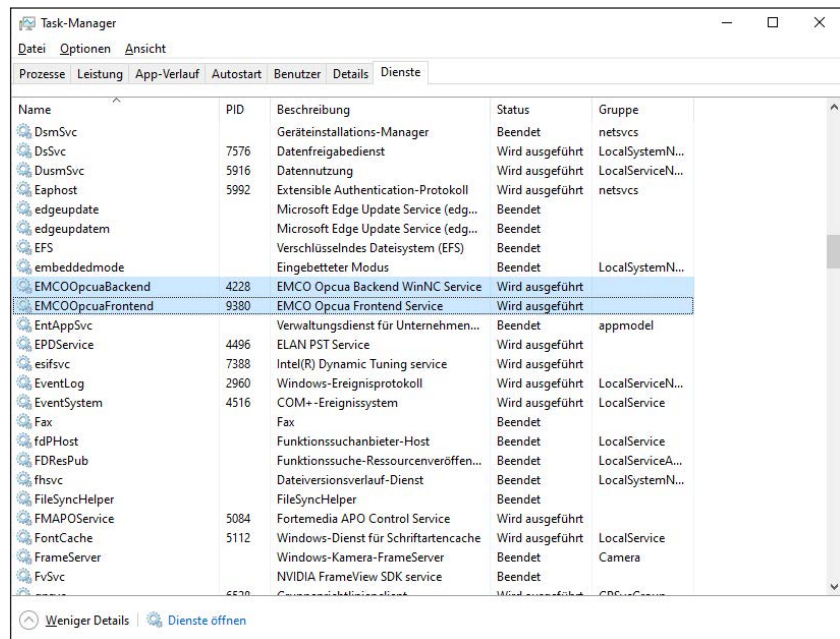 Task-Manager
Datei Optionen Ansicht
Prozesse Leistung App-Verlauf Autostart Benutzer Details Dienste
Name PID Beschreibung Status Gruppe
DsmSvc Geräteinstallations-Manager Beendet netsvcs
DsSvc 7576 Datenfreigabedienst Wird ausgeführt LocalSystemN...
DusmSvc 5916 Datennutzung Wird ausgeführt LocalServiceN...
Eaphost 5992 Extensible Authentication-Protokoll Wird ausgeführt netsvcs
edgeupdate Microsoft Edge Update Service (edg... Beendet
edgeupdatem Microsoft Edge Update Service (edg... Beendet
EFS Verschlüsselndes Dateisystem (EFS) Beendet
embeddedmode Eingebetteter Modus Beendet LocalSystemN...
EMCOOpcuaBackend 4228 EMCO Opcua Backend WinNC Service Wird ausgeführt
EMCOOpcuaFrontend 9380 EMCO Opcua Frontend Service Wird ausgeführt
EntAppSvc Verwaltungsdienst für Unternehmen... Beendet appmodel
EPDService 4496 ELAN PST Service Wird ausgeführt
esifsvc 7388 Intel(R) Dynamic Tuning service Wird ausgeführt
EventLog 2960 Windows-Ereignisprotokoll Wird ausgeführt LocalServiceN...
EventSystem 4516 COM+-Ereignissystem Wird ausgeführt LocalService
Fax Fax Beendet
fdPHost Funktionssuchanbieter-Host Beendet LocalService
FDResPub Funktionssuche-Ressourcenveröffen... Beendet LocalServiceA...
fhsvc Dateiversionsverlauf-Dienst Beendet LocalSystemN...
FileSyncHelper FileSyncHelper Beendet
FMAPOService 5084 Fortemedia APO Control Service Wird ausgeführt
FontCache 5112 Windows-Dienst für Schriftartencache Wird ausgeführt LocalService
FrameServer Windows-Kamera-FrameServer Beendet Camera
FvSvc NVIDIA FrameView SDK service Beendet
Weniger Details Dienste öffnen